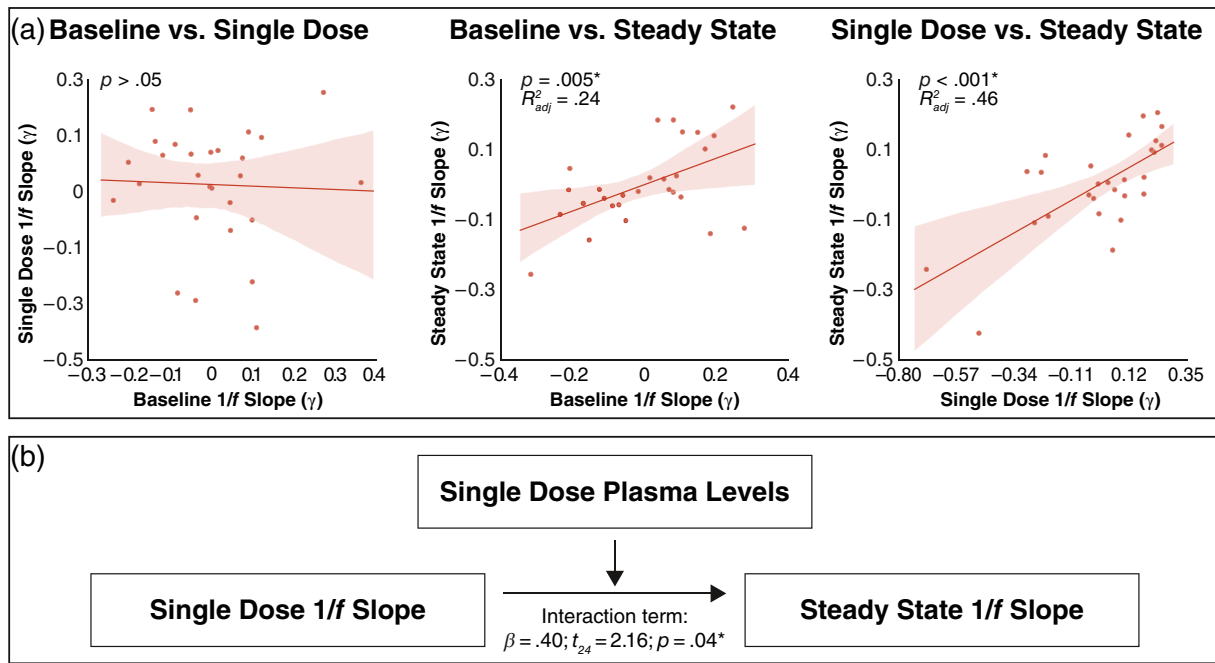 (a) Baseline vs. Single Dose
Baseline vs. Steady State
Single Dose vs. Steady State
Single Dose 1/f Slope (γ)
0.3
0.1
0
−0.1
−0.3
−0.5
p > .05
−0.3 −0.2 −0.1 0 0.1 0.2 0.3 0.4
Baseline 1/f Slope (γ)
Steady State 1/f Slope (γ)
0.3
0.1
−0.1
−0.3
−0.5
p = .005*
R²adj = .24
−0.4 −0.2 0 0.2 0.4
Baseline 1/f Slope (γ)
Steady State 1/f Slope (γ)
0.3
0.1
−0.1
−0.3
−0.5
p < .001*
R²adj = .46
−0.80 −0.57 −0.34 −0.11 0.12 0.35
Single Dose 1/f Slope (γ)
(b)
Single Dose Plasma Levels
Single Dose 1/f Slope
Interaction term:
β = .40; t24 = 2.16; p = .04*
Steady State 1/f Slope